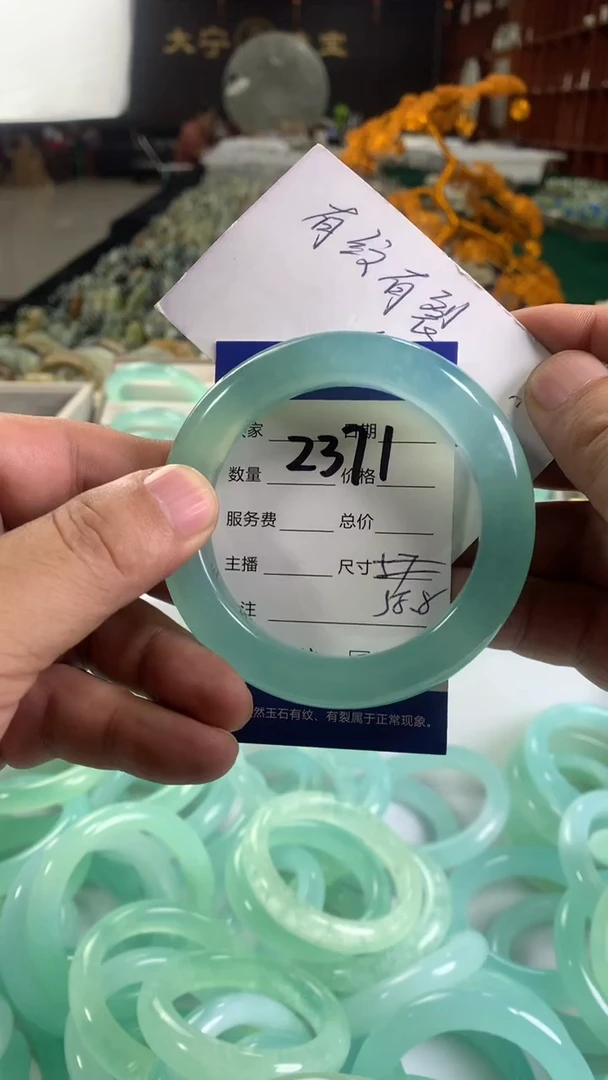 大宁
宝
有纹有裂
家 日期
2371
数量 价格
服务费 总价
主播 尺寸 57
58.8
注
然玉石有纹、有裂属于正常现象。